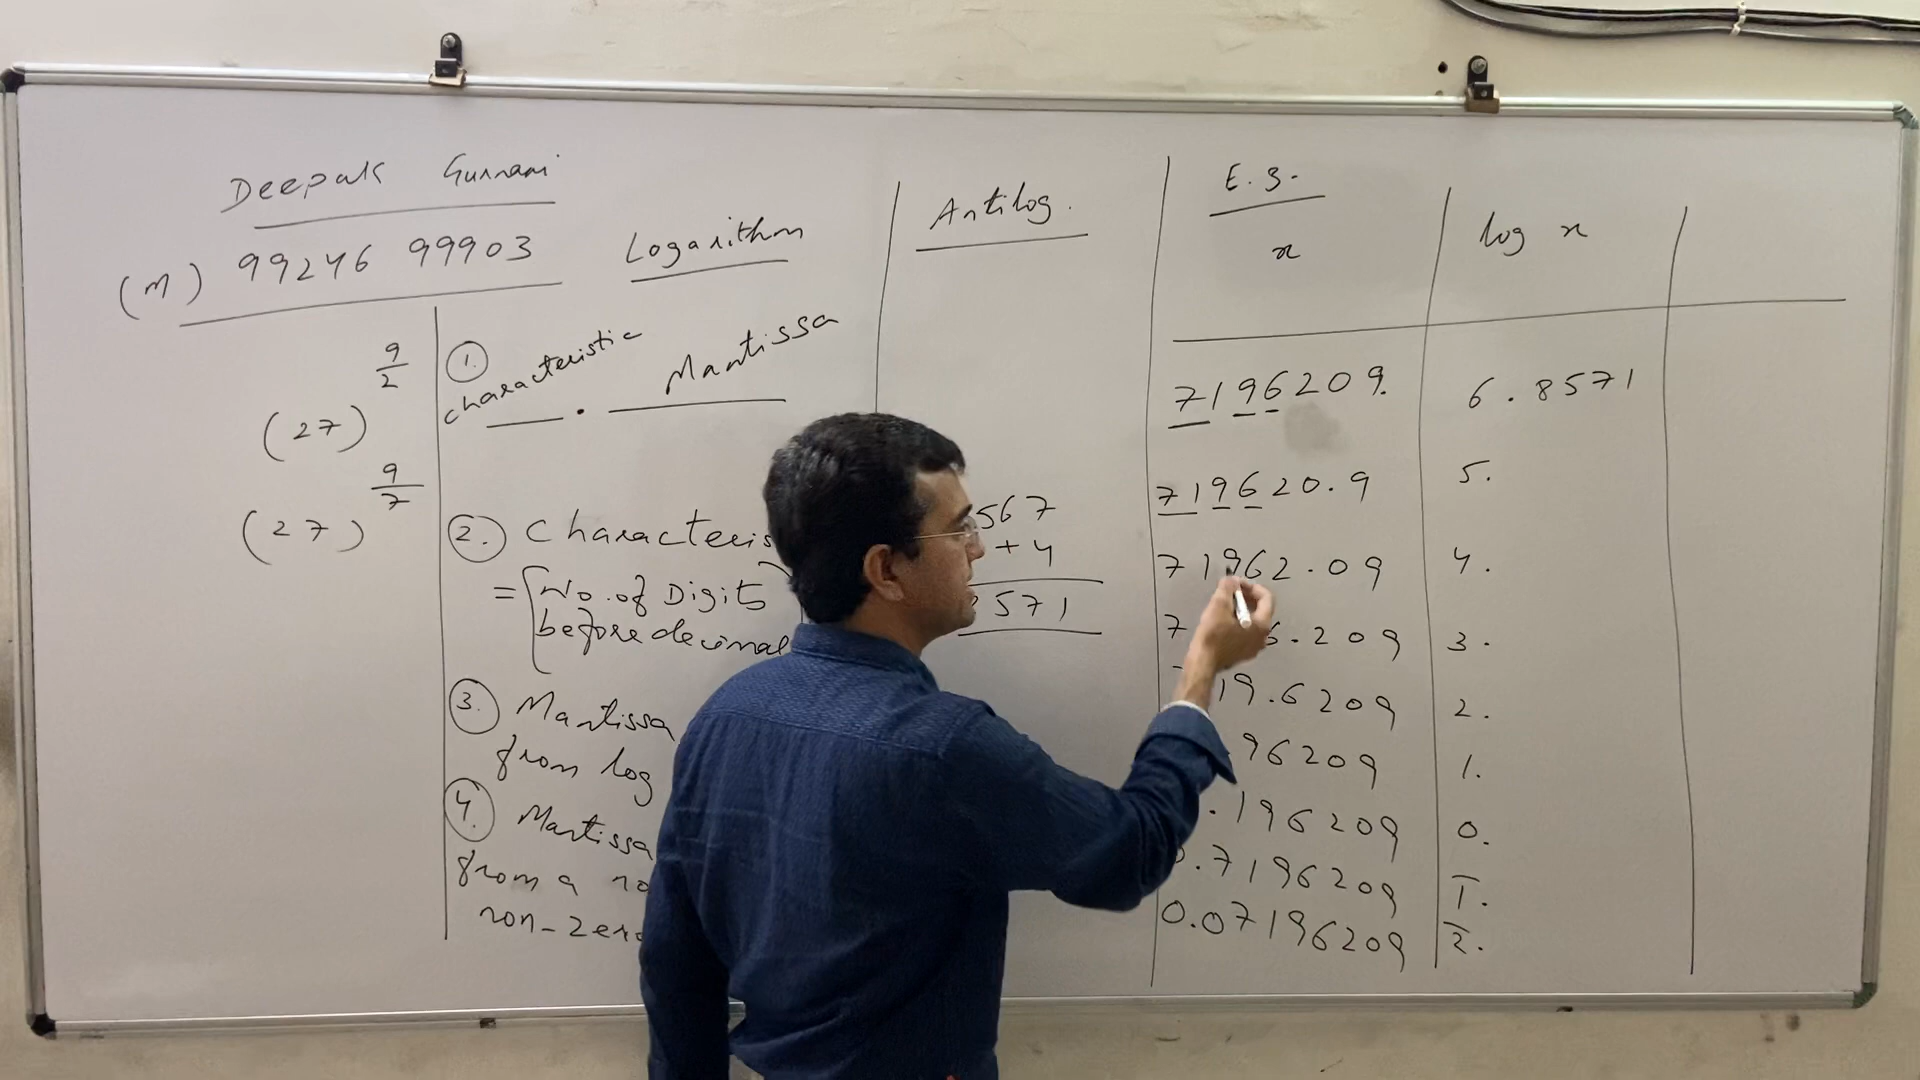 Deepak Gurnani
(M) 99246 99903
(27) 9/2
(27) 9/7
Logarithm
1.
characteristic . Mantissa
2. Characteris
= [No. of Digits
before decimal
3. Mantissa
from log
4. Mantissa
from a no
non-zero
Antilog.
567
+ 4
8571
E.g.
x
log x
7196209. 6.8571
719620.9 5.
71962.09 4.
7 6.209 3.
19.6209 2.
.96209 1.
.196209 0.
0.7196209 1̅.
0.07196209 2̅.